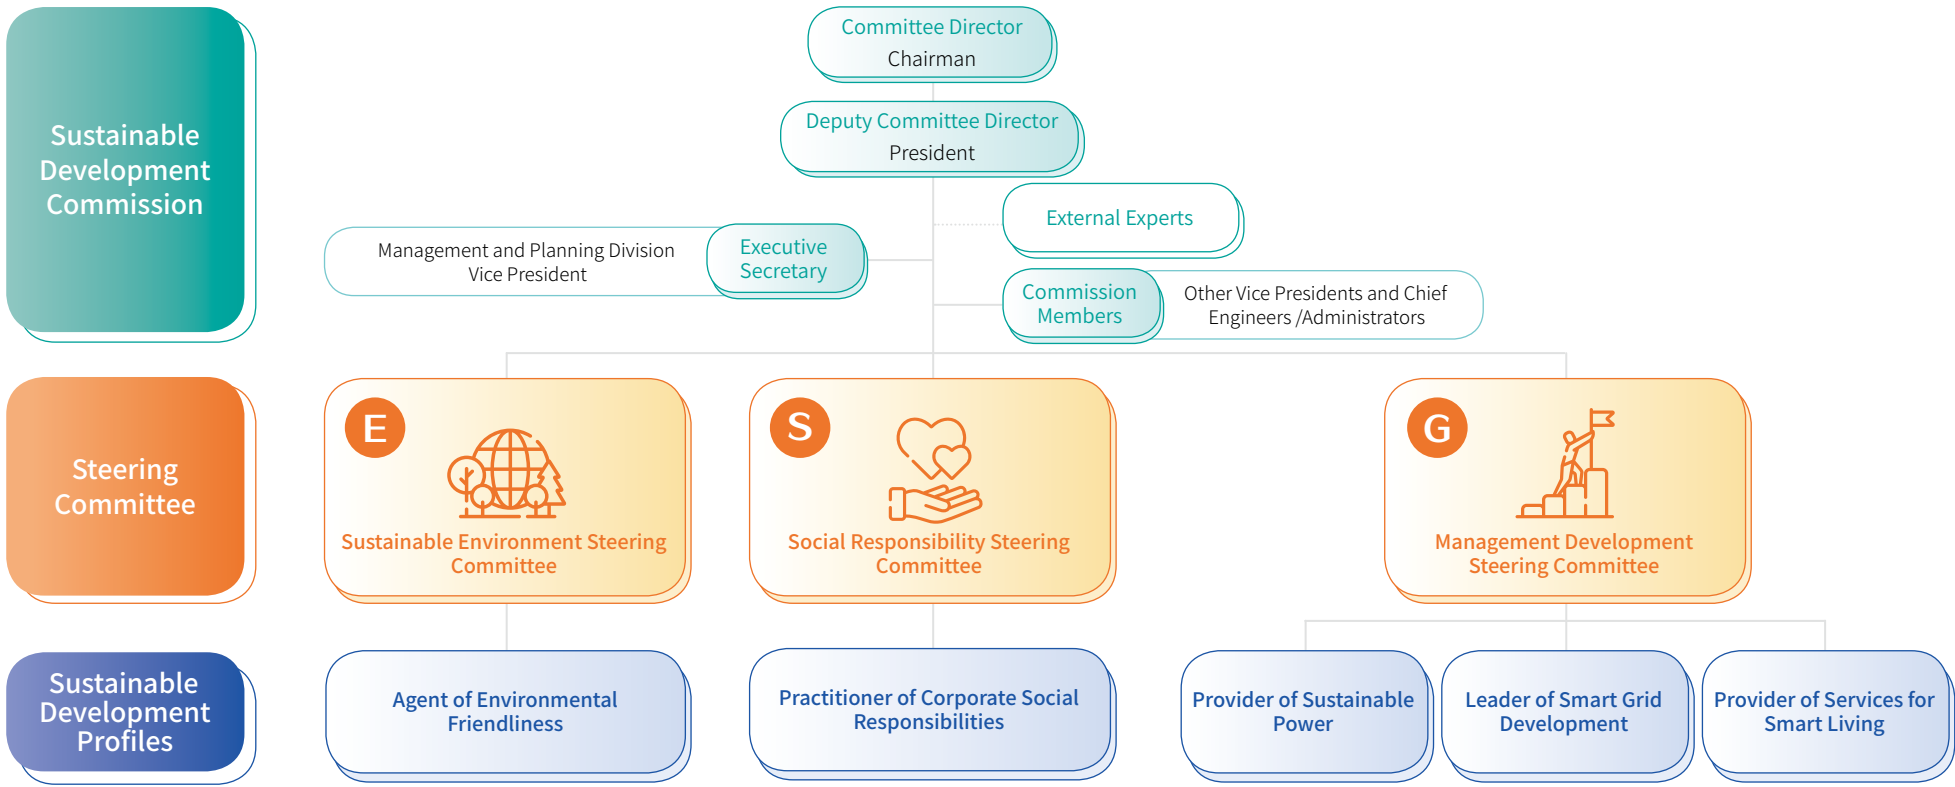 Sustainable
Development
Commission
Committee Director
Chairman
Deputy Committee Director
President
External Experts
Management and Planning Division
Vice President
Executive
Secretary
Commission
Members
Other Vice Presidents and Chief
Engineers /Administrators
Steering
Committee
E
Sustainable Environment Steering
Committee
S
Social Responsibility Steering
Committee
G
Management Development
Steering Committee
Sustainable
Development
Profiles
Agent of Environmental
Friendliness
Practitioner of Corporate Social
Responsibilities
Provider of Sustainable
Power
Leader of Smart Grid
Development
Provider of Services for
Smart Living